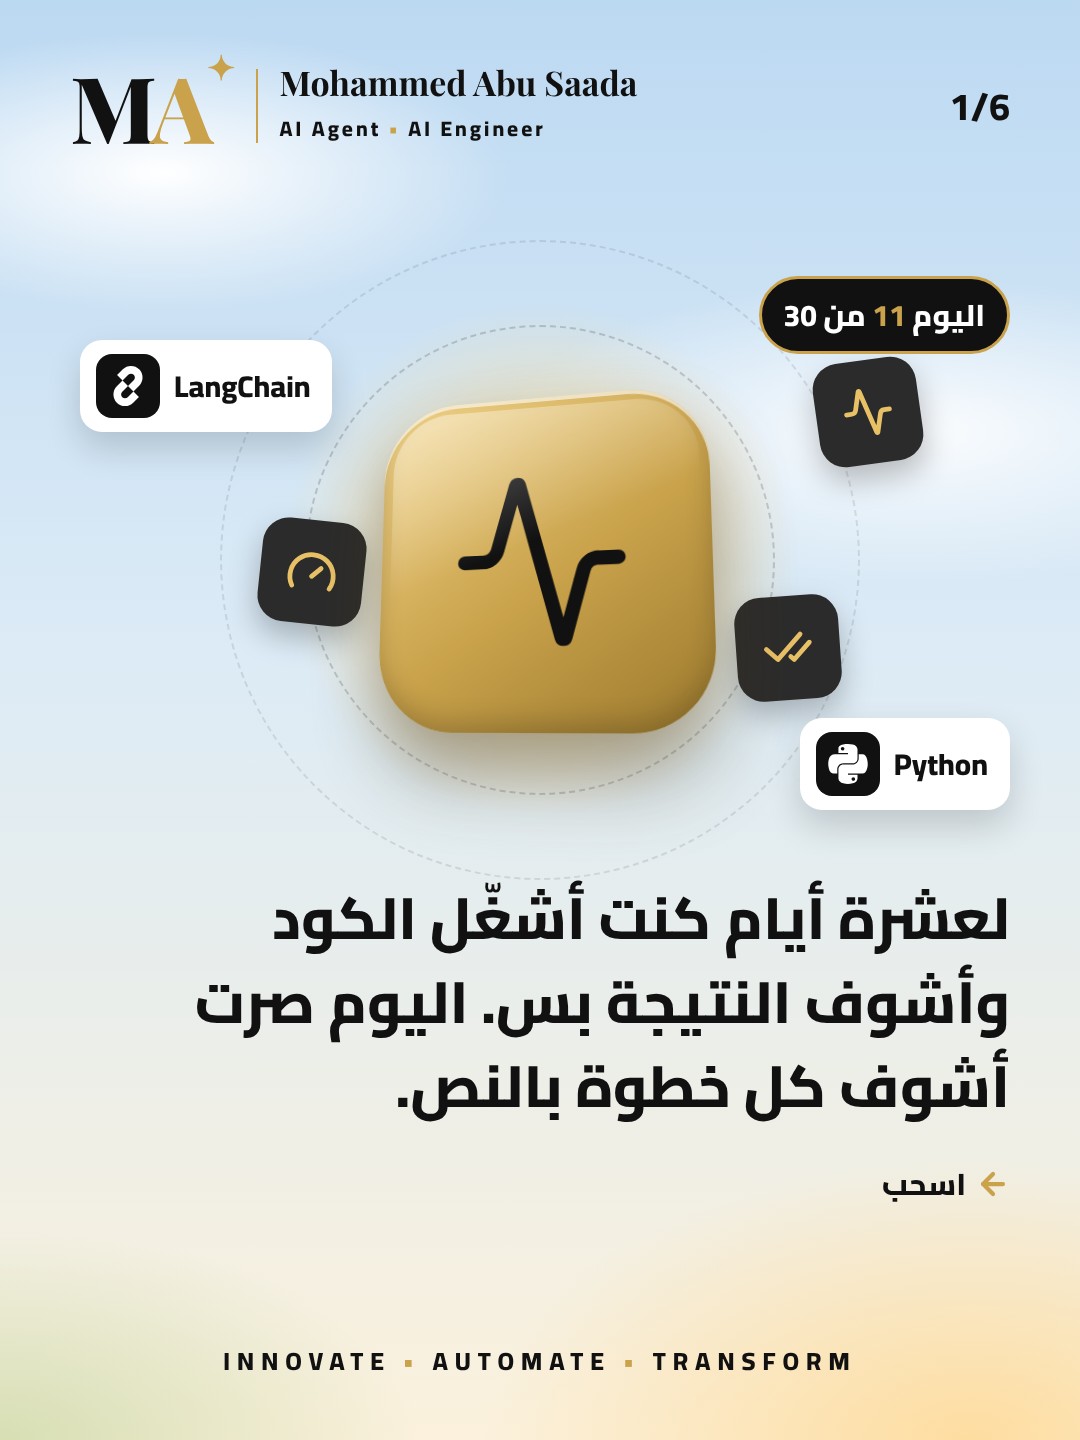 MA
Mohammed Abu Saada
AI Agent ▪ AI Engineer
1/6
اليوم 11 من 30
LangChain
Python
لعشرة أيام كنت أشغّل الكود
وأشوف النتيجة بس. اليوم صرت
أشوف كل خطوة بالنص.
← اسحب
INNOVATE ▪ AUTOMATE ▪ TRANSFORM